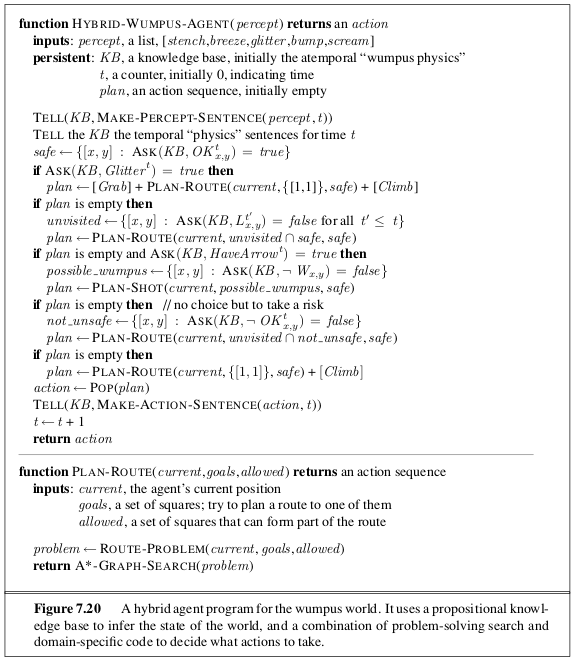 function HYBRID-WUMPUS-AGENT(percept) returns an action
inputs: percept, a list, [stench,breeze,glitter,bump,scream]
persistent: KB, a knowledge base, initially the atemporal “wumpus physics”
t, a counter, initially 0, indicating time
plan, an action sequence, initially empty
TELL(KB, MAKE-PERCEPT-SENTENCE(percept, t))
TELL the KB the temporal “physics” sentences for time t
safe ← {[x, y] : ASK(KB, OK^t_{x,y}) = true}
if ASK(KB, Glitter^t) = true then
plan ← [Grab] + PLAN-ROUTE(current, {[1,1]}, safe) + [Climb]
if plan is empty then
unvisited ← {[x, y] : ASK(KB, L^{t'}_{x,y}) = false for all t' ≤ t}
plan ← PLAN-ROUTE(current, unvisited ∩ safe, safe)
if plan is empty and ASK(KB, HaveArrow^t) = true then
possible_wumpus ← {[x, y] : ASK(KB, ¬ W_{x,y}) = false}
plan ← PLAN-SHOT(current, possible_wumpus, safe)
if plan is empty then // no choice but to take a risk
not_unsafe ← {[x, y] : ASK(KB, ¬ OK^t_{x,y}) = false}
plan ← PLAN-ROUTE(current, unvisited ∩ not_unsafe, safe)
if plan is empty then
plan ← PLAN-ROUTE(current, {[1, 1]}, safe) + [Climb]
action ← POP(plan)
TELL(KB, MAKE-ACTION-SENTENCE(action, t))
t ← t + 1
return action
function PLAN-ROUTE(current,goals,allowed) returns an action sequence
inputs: current, the agent’s current position
goals, a set of squares; try to plan a route to one of them
allowed, a set of squares that can form part of the route
problem ← ROUTE-PROBLEM(current, goals,allowed)
return A*-GRAPH-SEARCH(problem)
Figure 7.20 A hybrid agent program for the wumpus world. It uses a propositional knowl-
edge base to infer the state of the world, and a combination of problem-solving search and
domain-specific code to decide what actions to take.